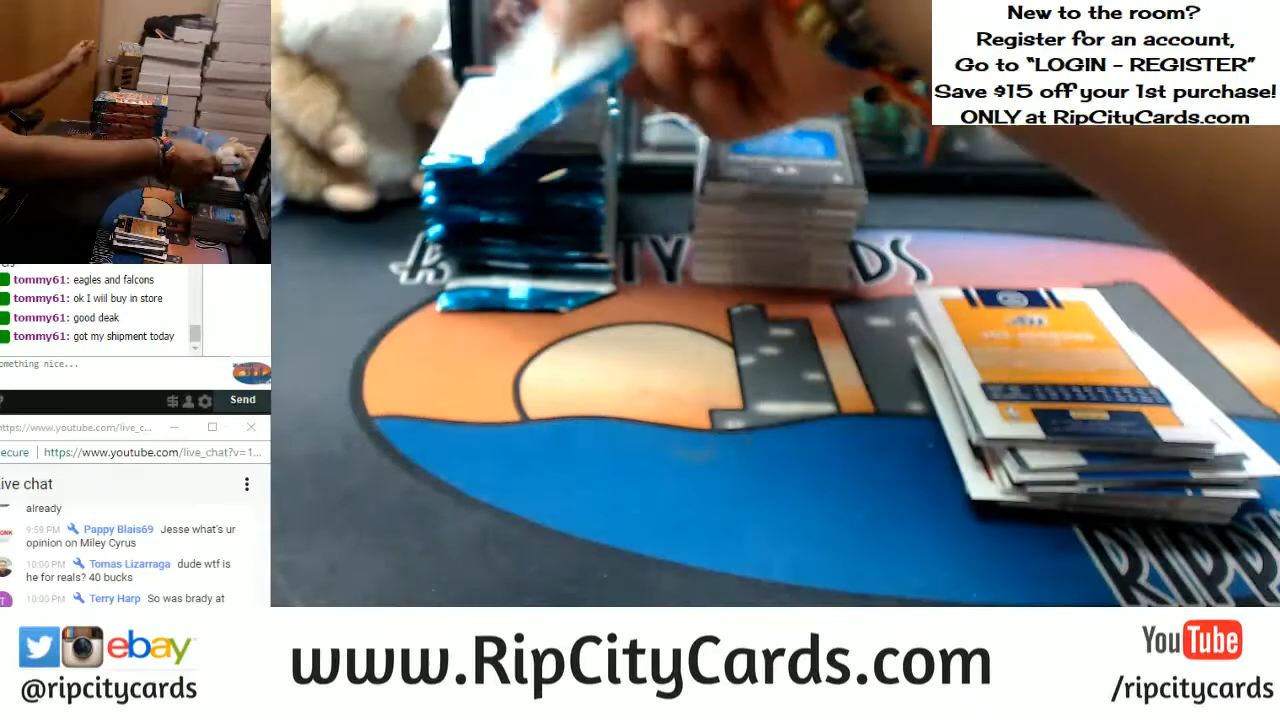 New to the room?
Register for an account,
Go to “LOGIN - REGISTER”
Save $15 off your 1st purchase!
ONLY at RipCityCards.com
tommy61: eagles and falcons
tommy61: ok I will buy in store
tommy61: good deak
tommy61: got my shipment today
omething nice...
Send
https://www.youtube.com/live_c...
ecure
https://www.youtube.com/live_chat?v=1...
ive chat
already
9:59 PM Pappy Blais69 Jesse what's ur
opinion on Miley Cyrus
10:00 PM Tomas Lizarraga dude wtf is
he for reals? 40 bucks
10:00 PM Terry Harp So was brady at
CITY CARDS
RIPP
ebay
@ripcitycards
www.RipCityCards.com
YouTube
/ripcitycards